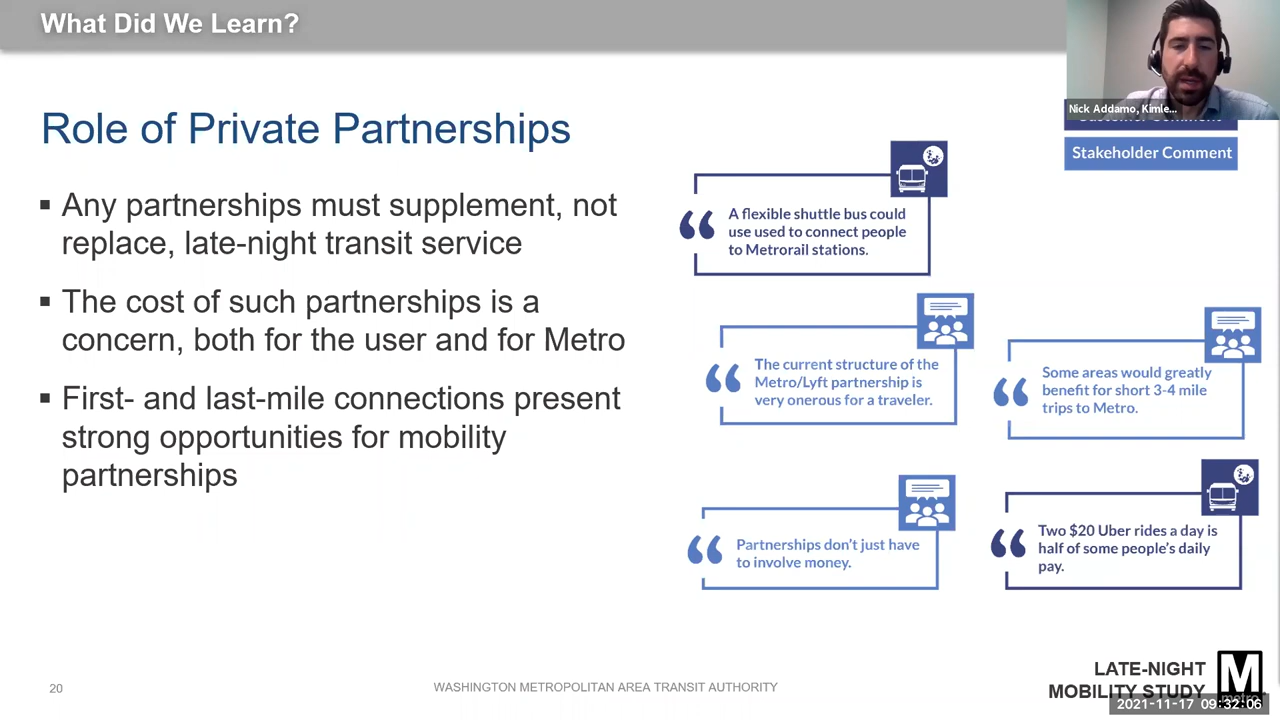 What Did We Learn?
Nick Addamo, Kimle...
Stakeholder Comment
Role of Private Partnerships
▪ Any partnerships must supplement, not
replace, late-night transit service
▪ The cost of such partnerships is a
concern, both for the user and for Metro
▪ First- and last-mile connections present
strong opportunities for mobility
partnerships
“ A flexible shuttle bus could
use used to connect people
to Metrorail stations.
“ The current structure of the
Metro/Lyft partnership is
very onerous for a traveler.
“ Some areas would greatly
benefit for short 3-4 mile
trips to Metro.
“ Partnerships don’t just have
to involve money.
“ Two $20 Uber rides a day is
half of some people’s daily
pay.
20
WASHINGTON METROPOLITAN AREA TRANSIT AUTHORITY
LATE-NIGHT
MOBILITY STUDY
M
metro
2021-11-17 09:32:06